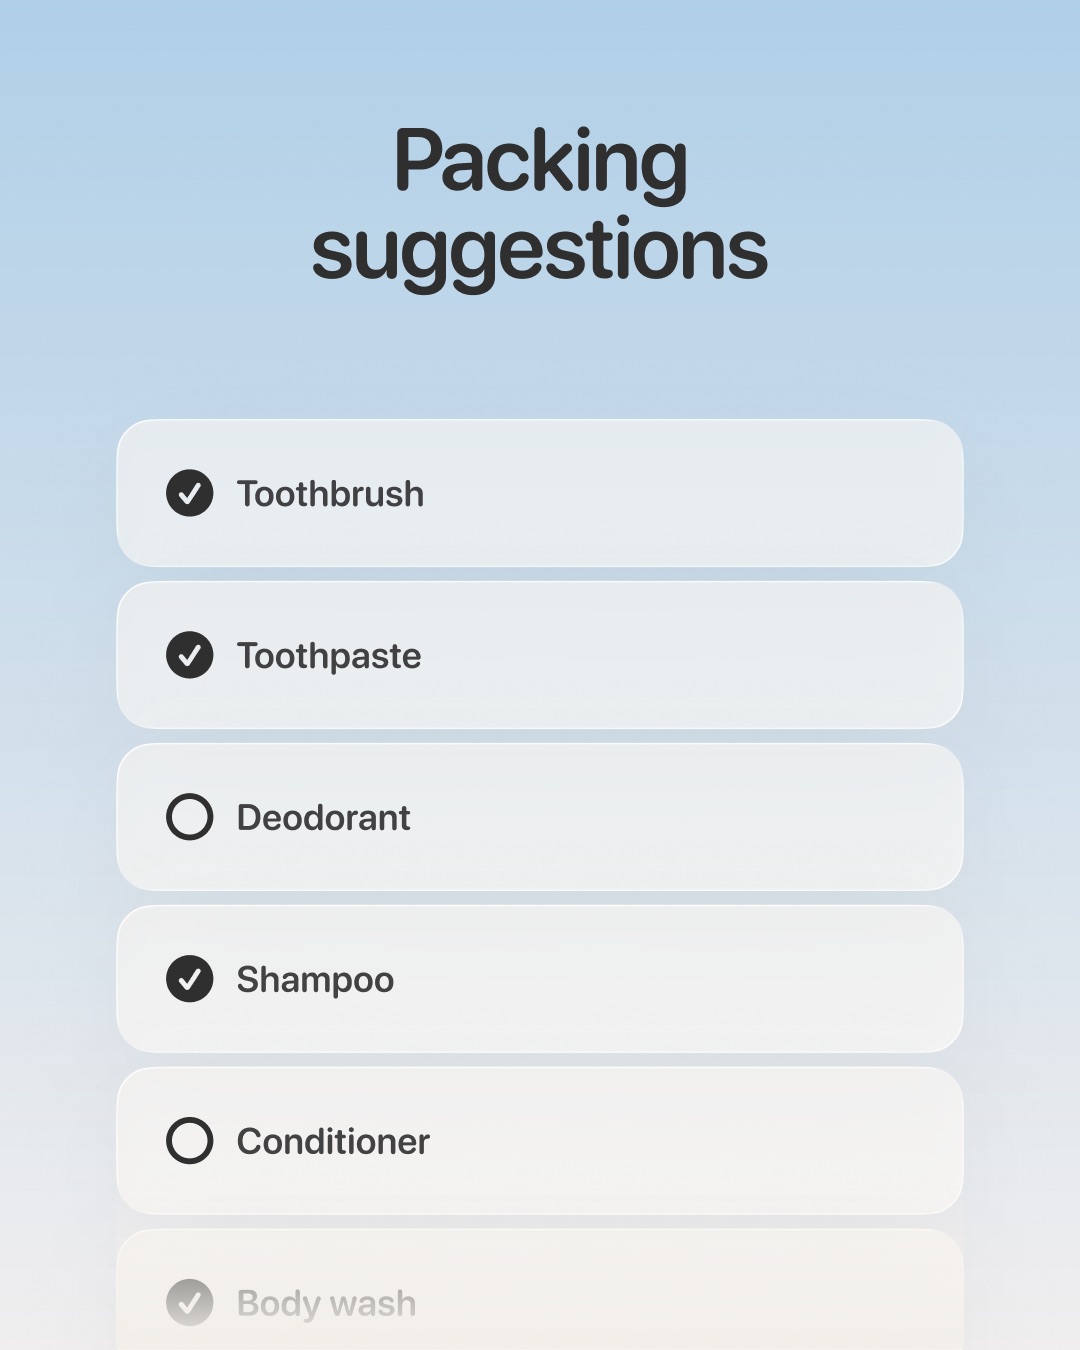 Packing
suggestions
Toothbrush
Toothpaste
Deodorant
Shampoo
Conditioner
Body wash